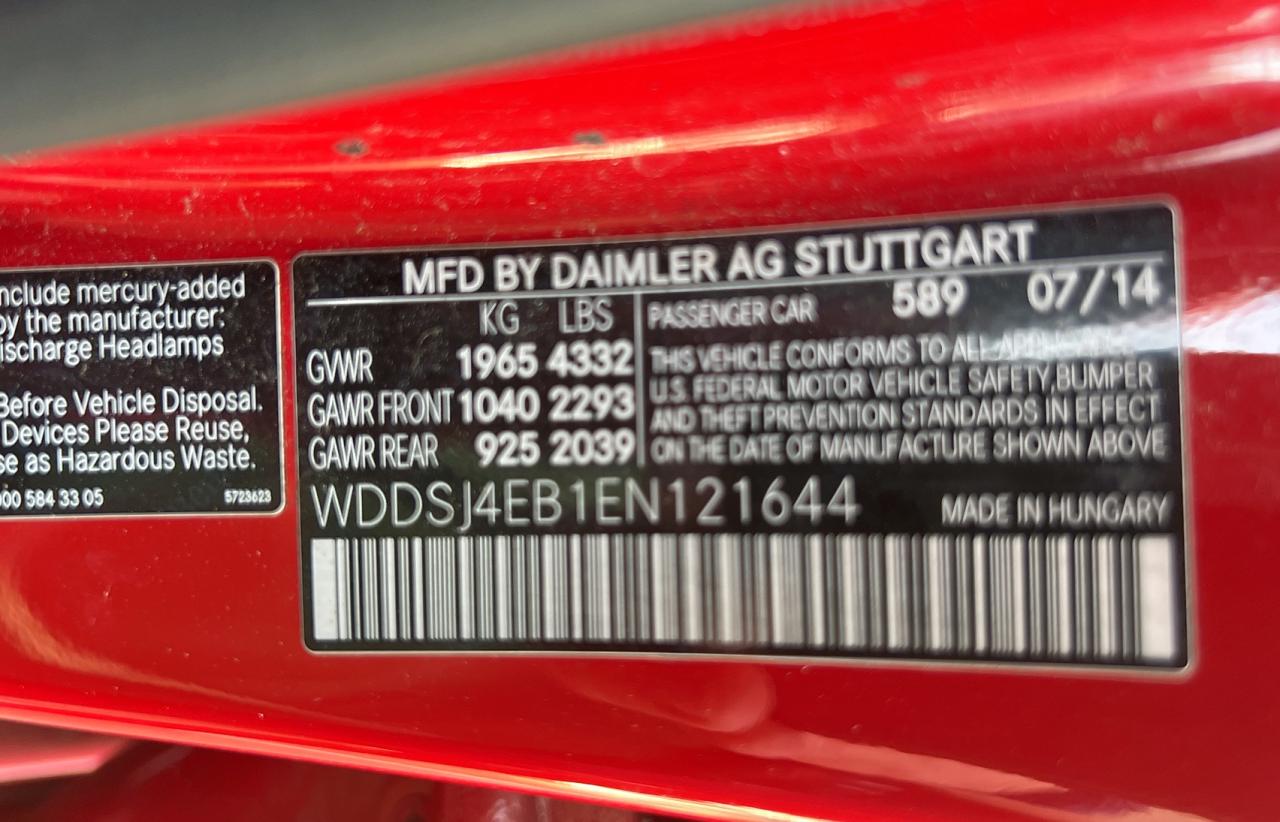 nclude mercury-added
by the manufacturer:
ischarge Headlamps
Before Vehicle Disposal.
Devices Please Reuse,
se as Hazardous Waste.
000 584 33 05 5723623
MFD BY DAIMLER AG STUTTGART
KG LBS
GVWR 1965 4332
GAWR FRONT 1040 2293
GAWR REAR 925 2039
PASSENGER CAR 589 07/14
THIS VEHICLE CONFORMS TO ALL APPLICABLE
U.S. FEDERAL MOTOR VEHICLE SAFETY,BUMPER
AND THEFT PREVENTION STANDARDS IN EFFECT
ON THE DATE OF MANUFACTURE SHOWN ABOVE
WDDSJ4EB1EN121644 MADE IN HUNGARY